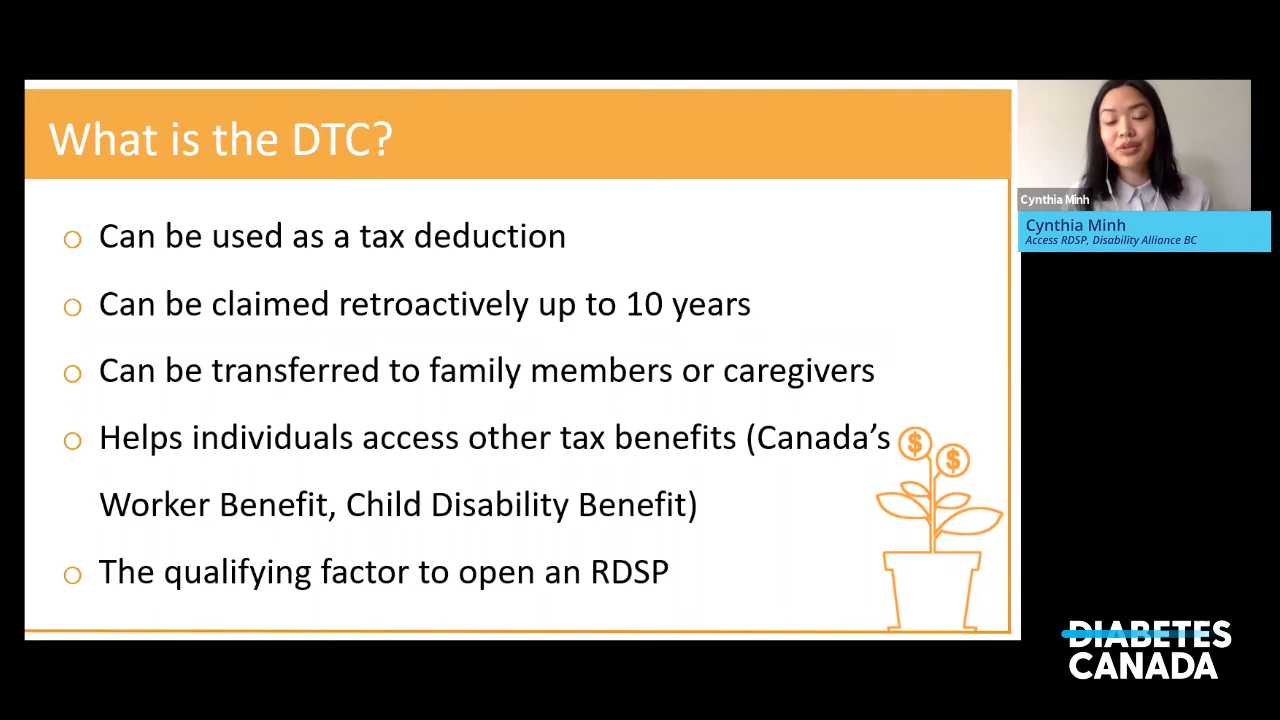 What is the DTC?
Can be used as a tax deduction
Can be claimed retroactively up to 10 years
Can be transferred to family members or caregivers
Helps individuals access other tax benefits (Canada's
Worker Benefit, Child Disability Benefit)
The qualifying factor to open an RDSP
$ $
Cynthia Minh
Cynthia Minh
Access RDSP, Disability Alliance BC
DIABETES
CANADA